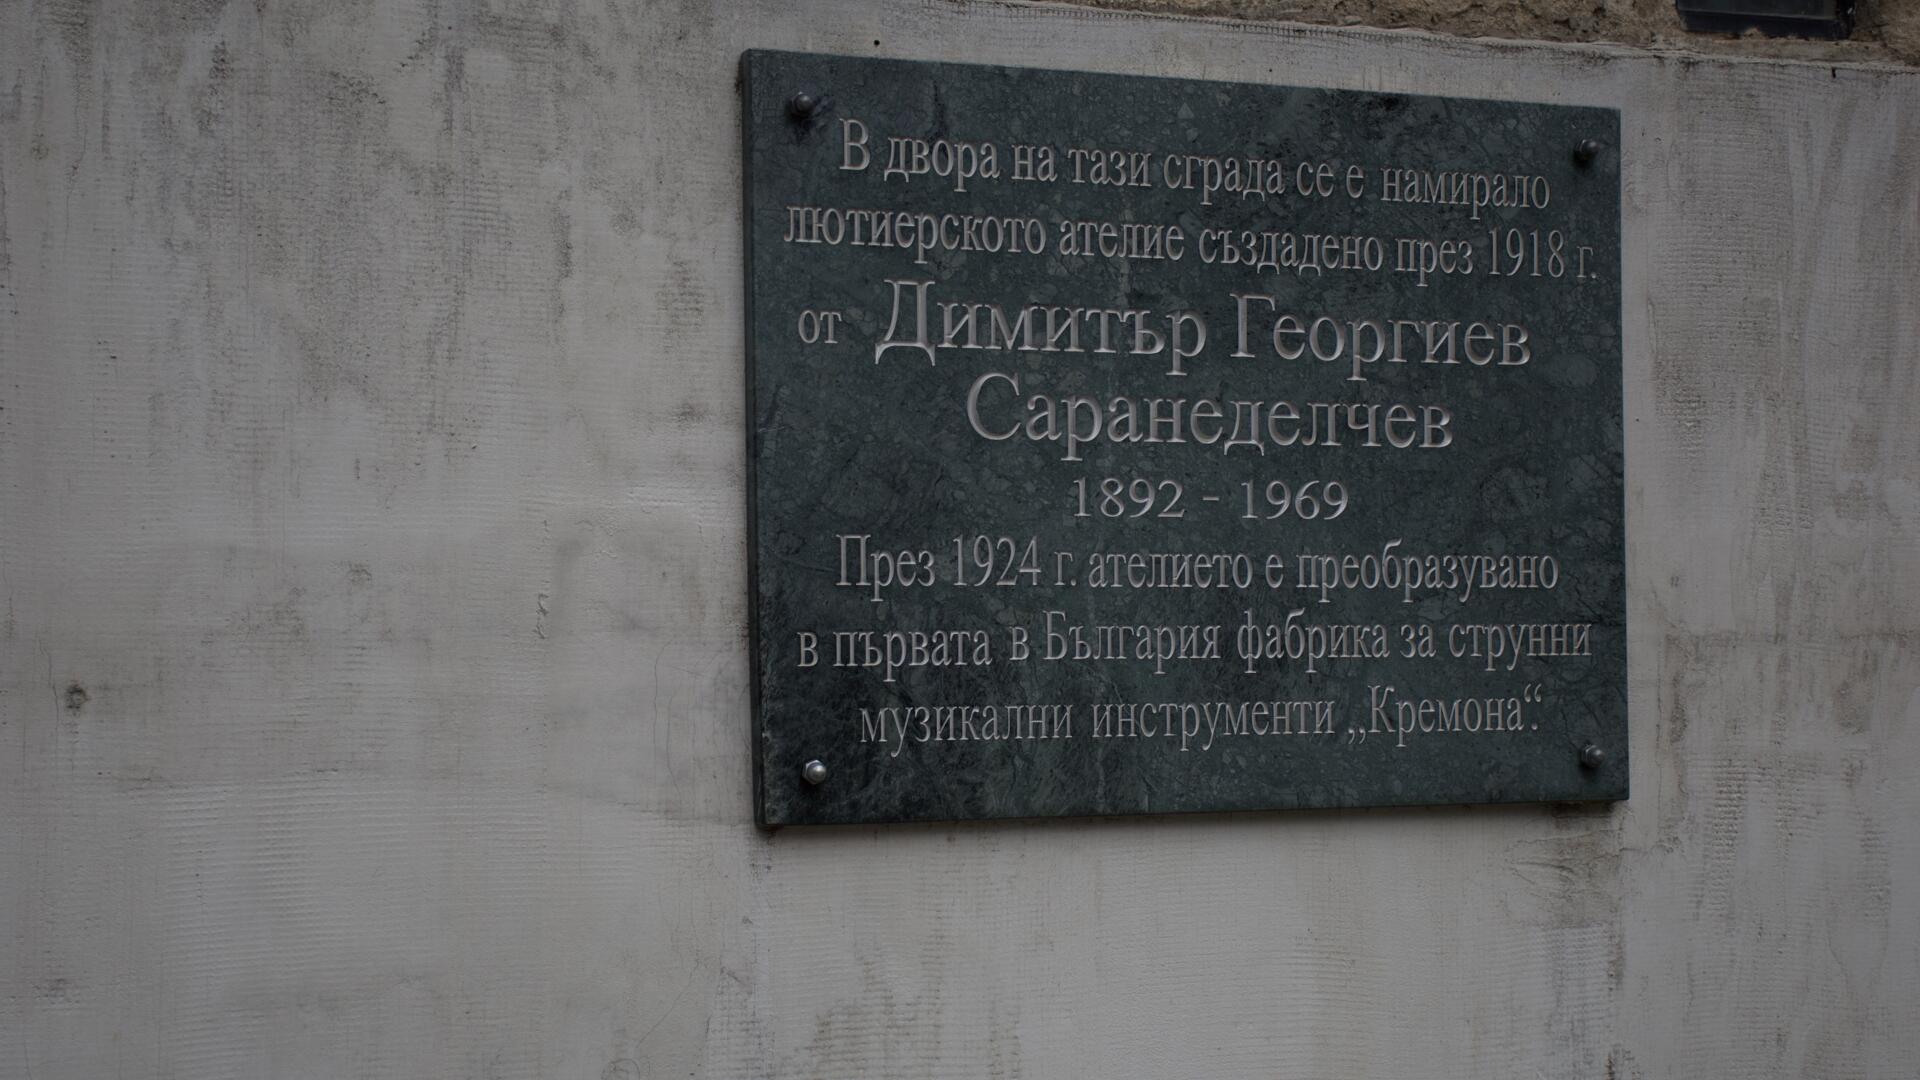 В двора на тази сграда се е намирало
лютиерското ателие създадено през 1918 г.
от Димитър Георгиев
Саранеделчев
1892 - 1969
През 1924 г. ателието е преобразувано
в първата в България фабрика за струнни
музикални инструменти „Кремона“.